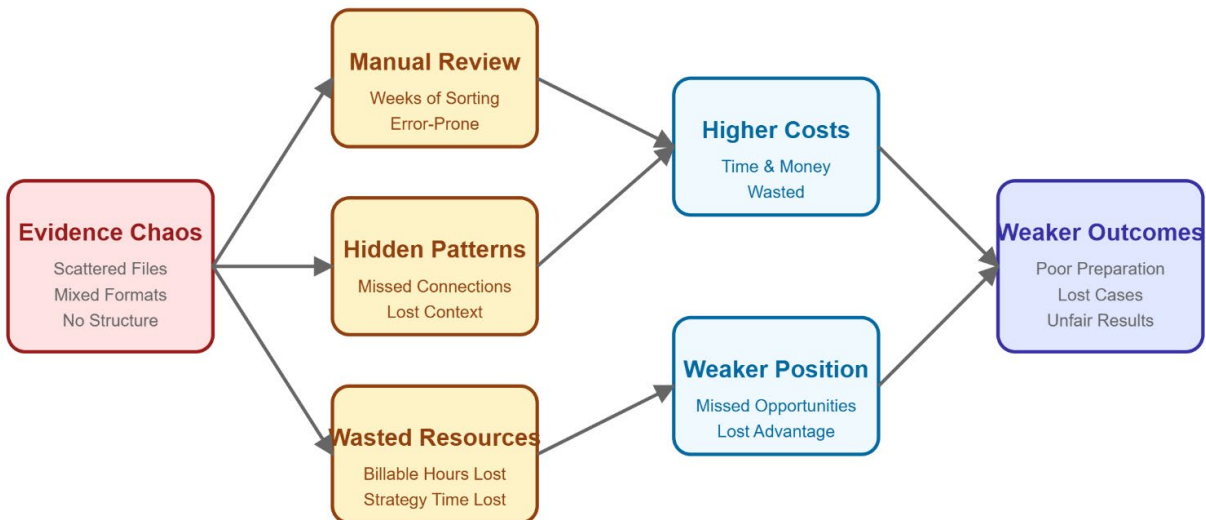 Evidence Chaos
Scattered Files
Mixed Formats
No Structure
Manual Review
Weeks of Sorting
Error-Prone
Hidden Patterns
Missed Connections
Lost Context
Wasted Resources
Billable Hours Lost
Strategy Time Lost
Higher Costs
Time & Money
Wasted
Weaker Position
Missed Opportunities
Lost Advantage
Weaker Outcomes
Poor Preparation
Lost Cases
Unfair Results